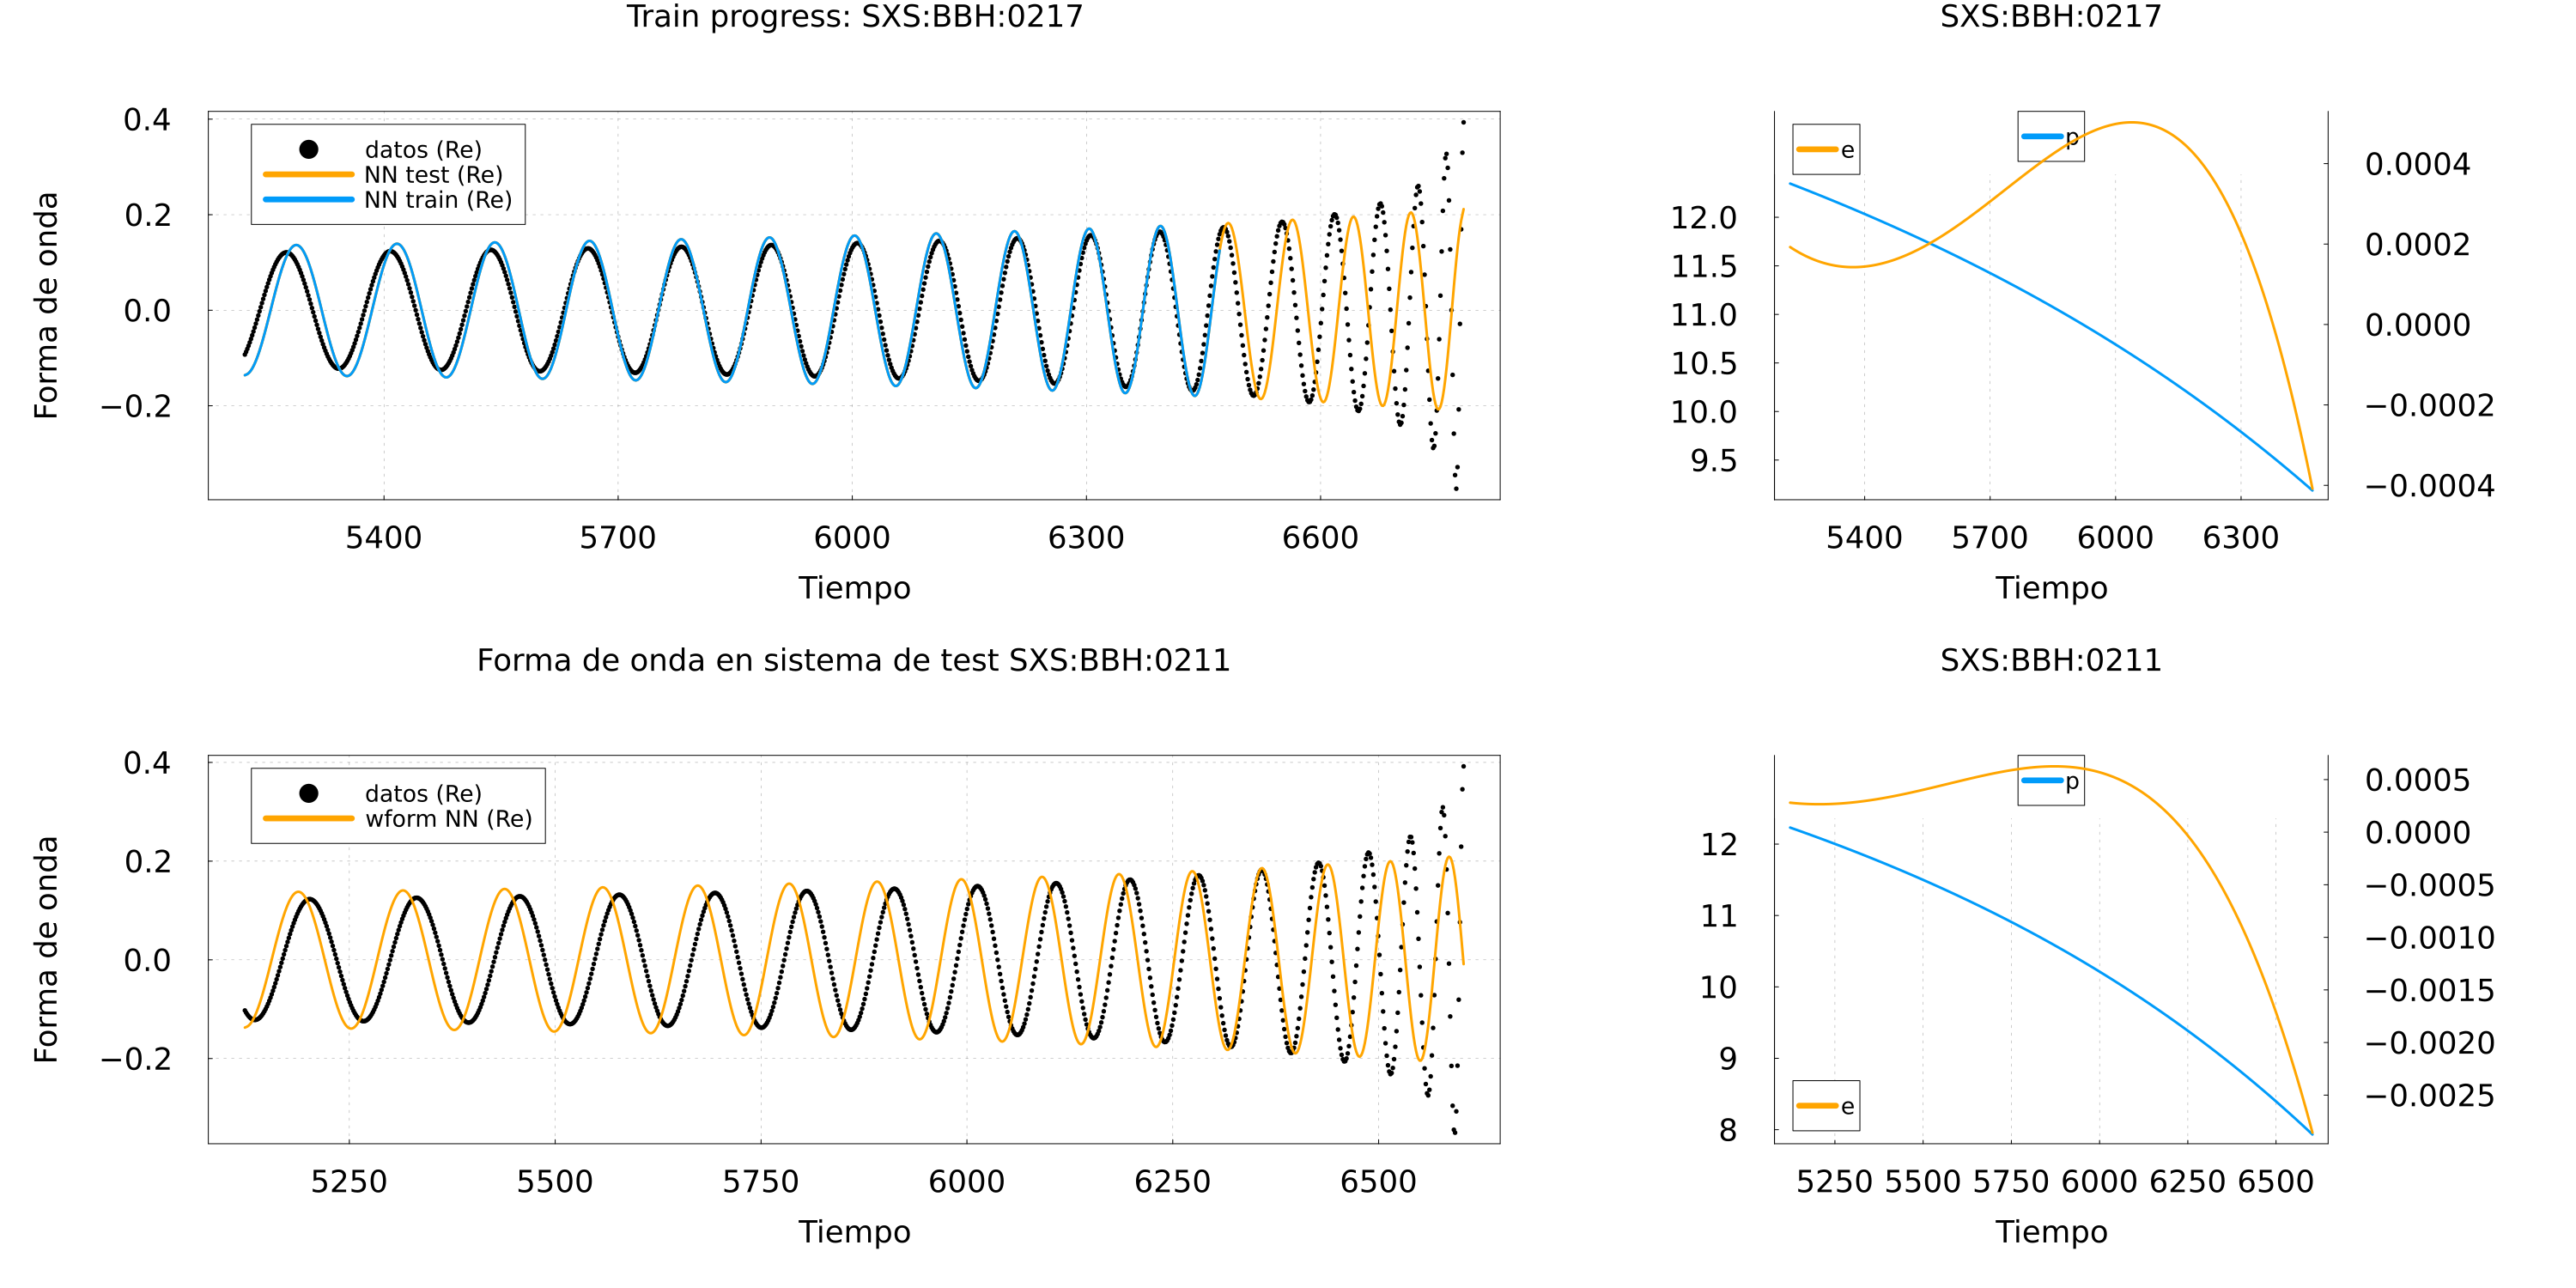 Train progress: SXS:BBH:0217
SXS:BBH:0217
datos (Re)
NN test (Re)
NN train (Re)
0.4
0.2
0.0
−0.2
Forma de onda
5400 5700 6000 6300 6600
Tiempo
e
p
12.0
11.5
11.0
10.5
10.0
9.5
0.0004
0.0002
0.0000
−0.0002
−0.0004
5400 5700 6000 6300
Tiempo
Forma de onda en sistema de test SXS:BBH:0211
SXS:BBH:0211
datos (Re)
wform NN (Re)
0.4
0.2
0.0
−0.2
Forma de onda
5250 5500 5750 6000 6250 6500
Tiempo
p
e
12
11
10
9
8
0.0005
0.0000
−0.0005
−0.0010
−0.0015
−0.0020
−0.0025
5250 5500 5750 6000 6250 6500
Tiempo